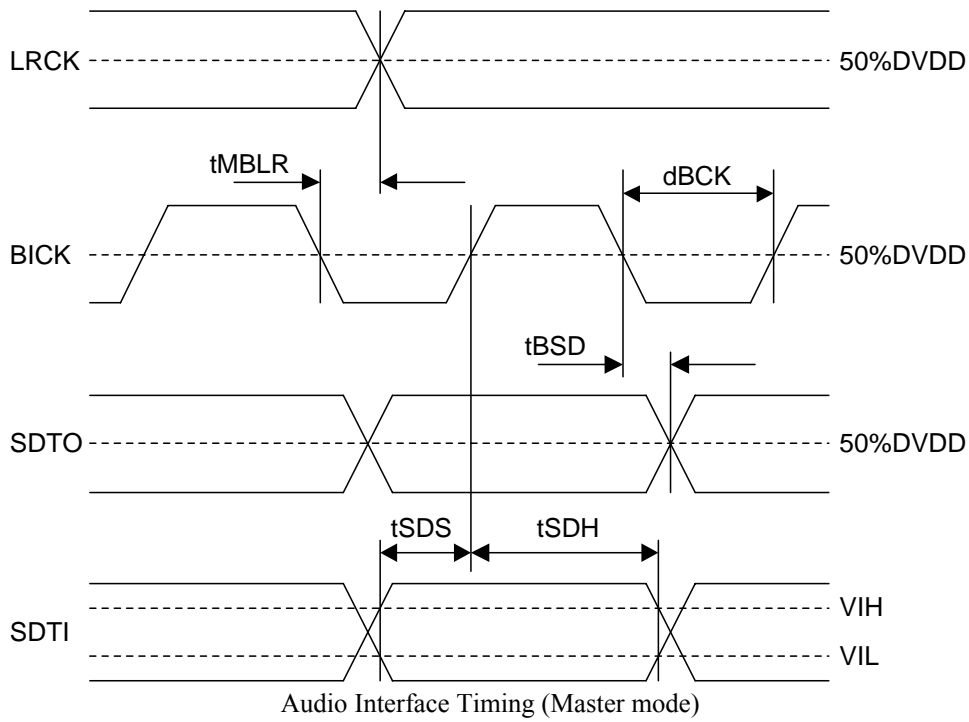 LRCK
50%DVDD
tMBLR
dBCK
BICK
50%DVDD
tBSD
SDTO
50%DVDD
tSDS
tSDH
VIH
SDTI
VIL
Audio Interface Timing (Master mode)